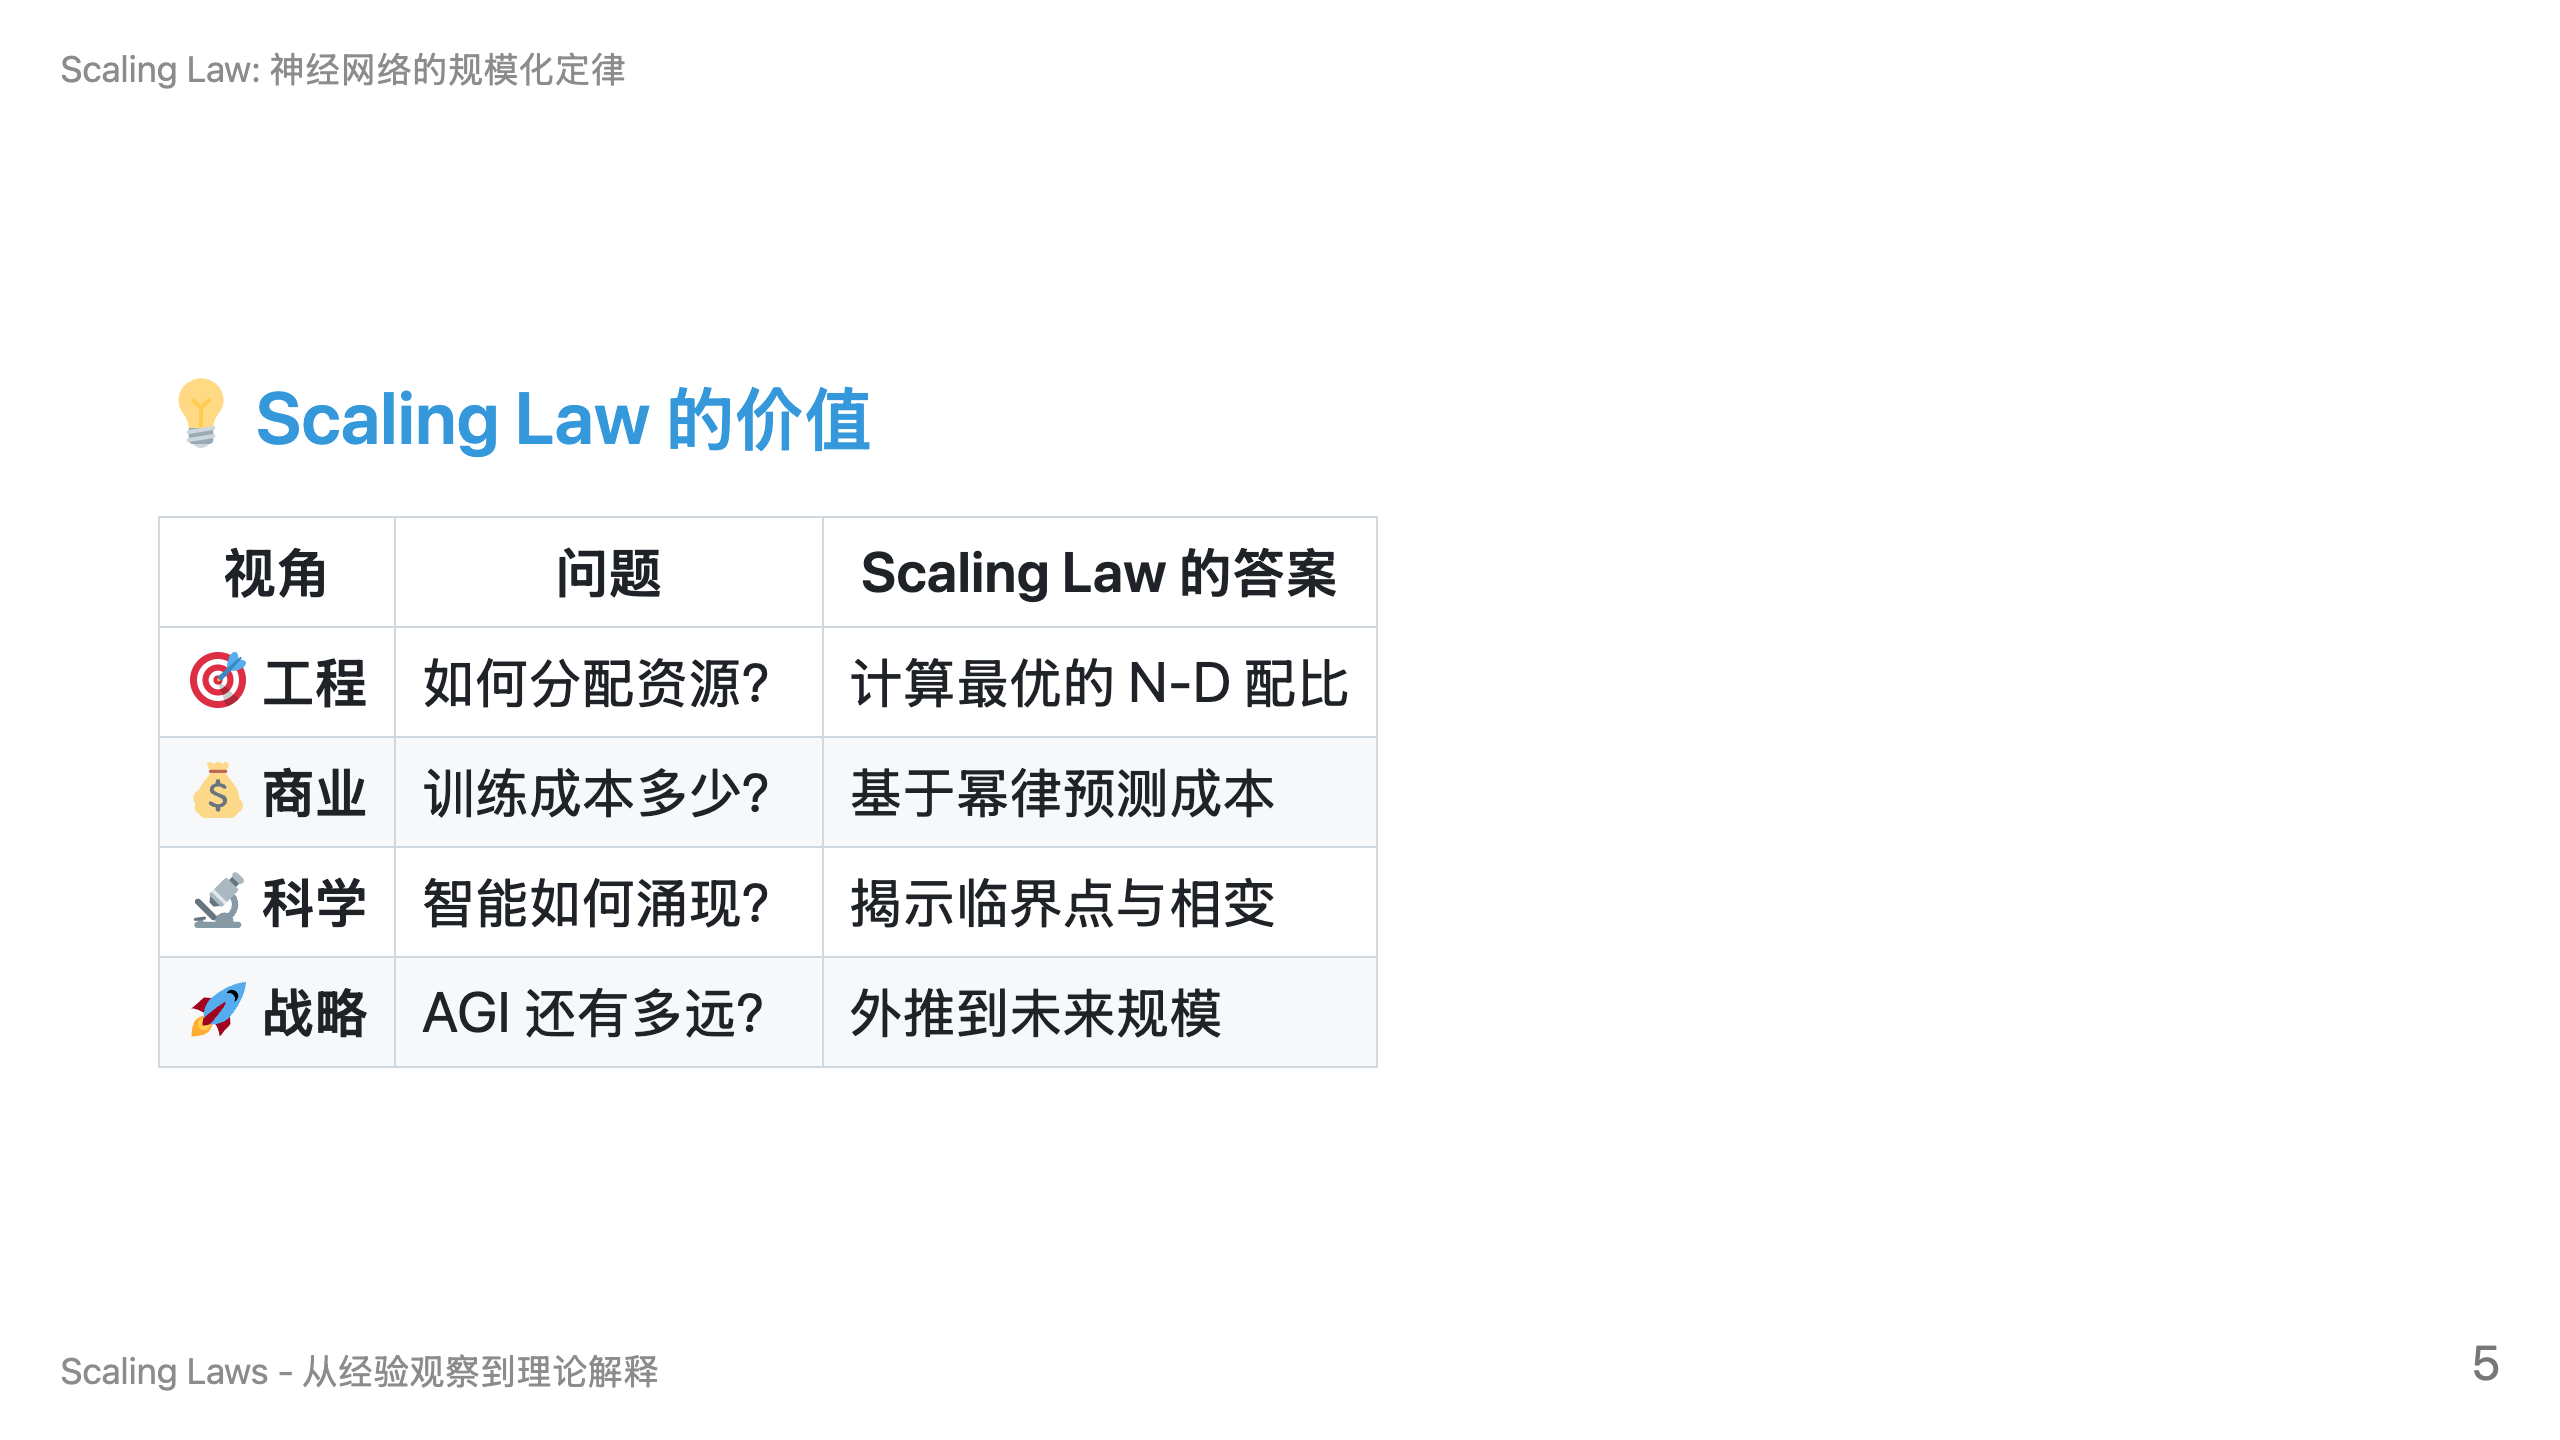 Scaling Law: 神经网络的规模化定律
💡 Scaling Law 的价值
视角 问题 Scaling Law 的答案
🎯 工程 如何分配资源? 计算最优的 N-D 配比
💰 商业 训练成本多少? 基于幂律预测成本
🔬 科学 智能如何涌现? 揭示临界点与相变
🚀 战略 AGI 还有多远? 外推到未来规模
Scaling Laws - 从经验观察到理论解释
5